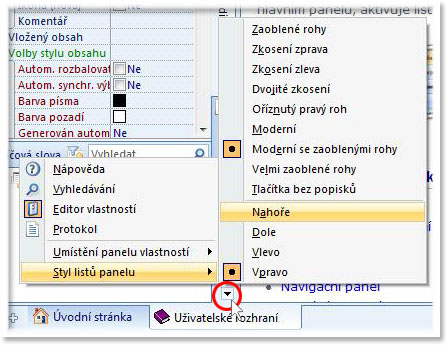 hlavním panelu, aktivuje lis
Komentář
Vložený obsah
Volby stylu obsahu
Autom. rozbalovat Ne
Autom. synchr. výb Ne
Barva písma
Barva pozadí
Generován autom Ne
čová slova Vyhledat
Nápověda
Vyhledávání
Editor vlastností
Protokol
Umístění panelu vlastností
Styl listů panelu
Zaoblené rohy
Zkosení zprava
Zkosení zleva
Dvojité zkosení
Oříznutý pravý roh
Moderní
Moderní se zaoblenými rohy
Velmi zaoblené rohy
Tlačítka bez popisků
Nahoře
Dole
Vlevo
Vpravo
Navigační panel
Úvodní stránka
Uživatelské rozhraní